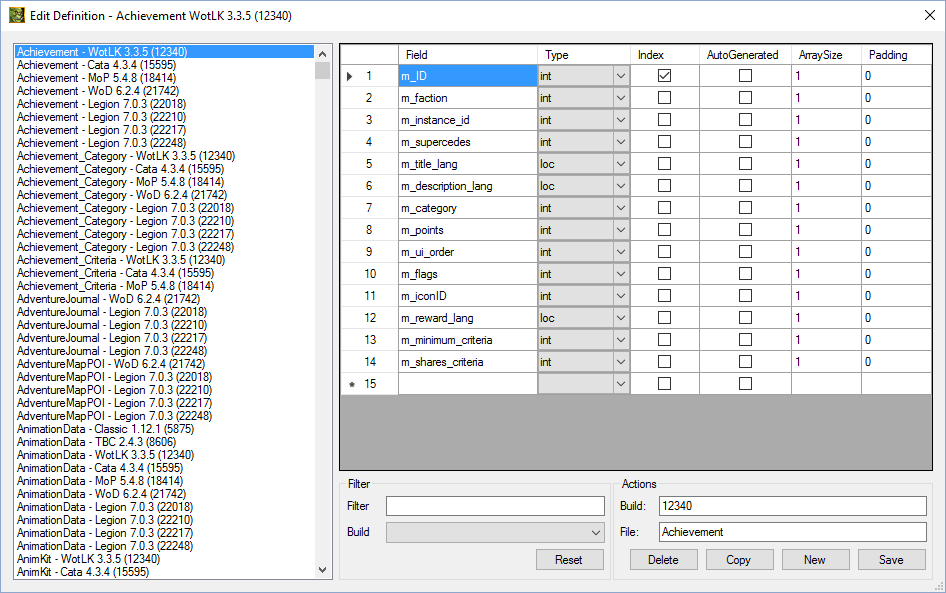 Edit Definition - Achievement WotLK 3.3.5 (12340)
Achievement - WotLK 3.3.5 (12340)
Achievement - Cata 4.3.4 (15595)
Achievement - MoP 5.4.8 (18414)
Achievement - WoD 6.2.4 (21742)
Achievement - Legion 7.0.3 (22018)
Achievement - Legion 7.0.3 (22210)
Achievement - Legion 7.0.3 (22217)
Achievement - Legion 7.0.3 (22248)
Achievement_Category - WotLK 3.3.5 (12340)
Achievement_Category - Cata 4.3.4 (15595)
Achievement_Category - MoP 5.4.8 (18414)
Achievement_Category - WoD 6.2.4 (21742)
Achievement_Category - Legion 7.0.3 (22018)
Achievement_Category - Legion 7.0.3 (22210)
Achievement_Category - Legion 7.0.3 (22217)
Achievement_Category - Legion 7.0.3 (22248)
Achievement_Criteria - WotLK 3.3.5 (12340)
Achievement_Criteria - Cata 4.3.4 (15595)
Achievement_Criteria - MoP 5.4.8 (18414)
AdventureJournal - WoD 6.2.4 (21742)
AdventureJournal - Legion 7.0.3 (22018)
AdventureJournal - Legion 7.0.3 (22210)
AdventureJournal - Legion 7.0.3 (22217)
AdventureJournal - Legion 7.0.3 (22248)
AdventureMapPOI - WoD 6.2.4 (21742)
AdventureMapPOI - Legion 7.0.3 (22018)
AdventureMapPOI - Legion 7.0.3 (22210)
AdventureMapPOI - Legion 7.0.3 (22217)
AdventureMapPOI - Legion 7.0.3 (22248)
AnimationData - Classic 1.12.1 (5875)
AnimationData - TBC 2.4.3 (8606)
AnimationData - WotLK 3.3.5 (12340)
AnimationData - Cata 4.3.4 (15595)
AnimationData - MoP 5.4.8 (18414)
AnimationData - WoD 6.2.4 (21742)
AnimationData - Legion 7.0.3 (22018)
AnimationData - Legion 7.0.3 (22210)
AnimationData - Legion 7.0.3 (22217)
AnimationData - Legion 7.0.3 (22248)
AnimKit - WotLK 3.3.5 (12340)
AnimKit - Cata 4.3.4 (15595)
Field Type Index AutoGenerated ArraySize Padding
1 m_ID int 1 0
2 m_faction int 1 0
3 m_instance_id int 1 0
4 m_supercedes int 1 0
5 m_title_lang loc 1 0
6 m_description_lang loc 1 0
7 m_category int 1 0
8 m_points int 1 0
9 m_ui_order int 1 0
10 m_flags int 1 0
11 m_iconID int 1 0
12 m_reward_lang loc 1 0
13 m_minimum_criteria int 1 0
14 m_shares_criteria int 1 0
15
Filter
Filter
Build
Reset
Actions
Build: 12340
File: Achievement
Delete Copy New Save